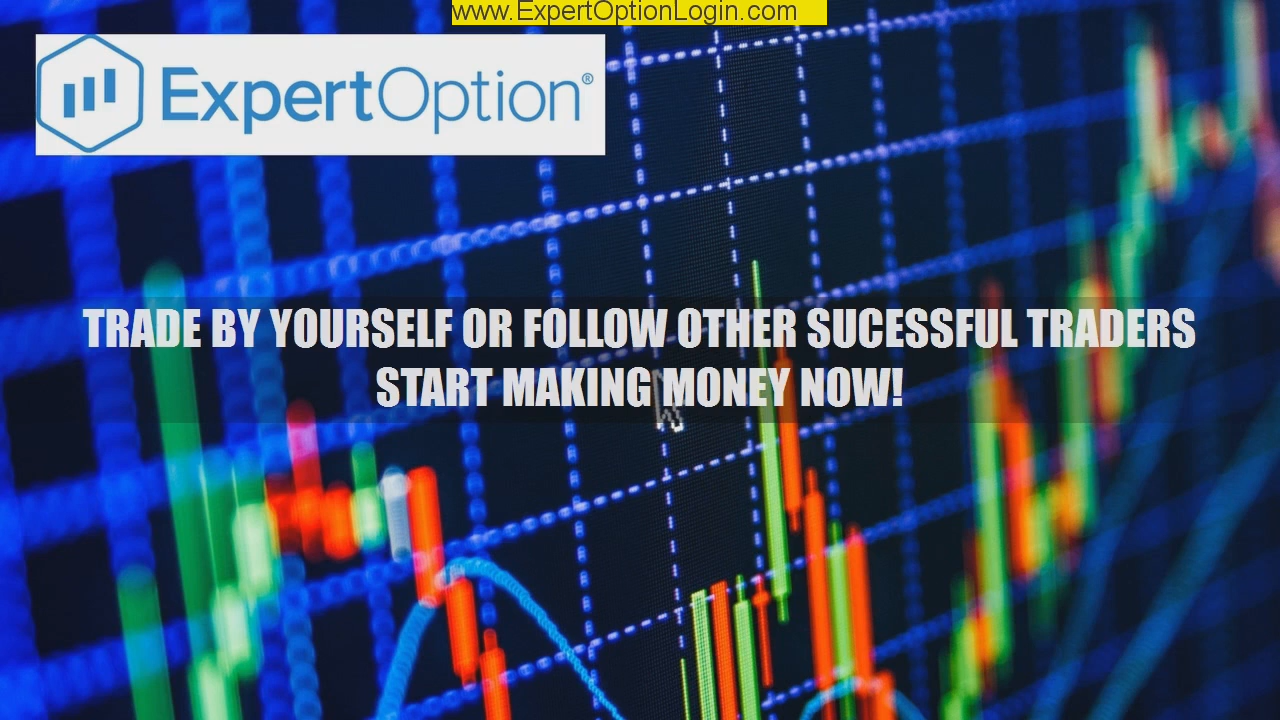 www.ExpertOptionLogin.com
ExpertOption®
TRADE BY YOURSELF OR FOLLOW OTHER SUCESSFUL TRADERS
START MAKING MONEY NOW!